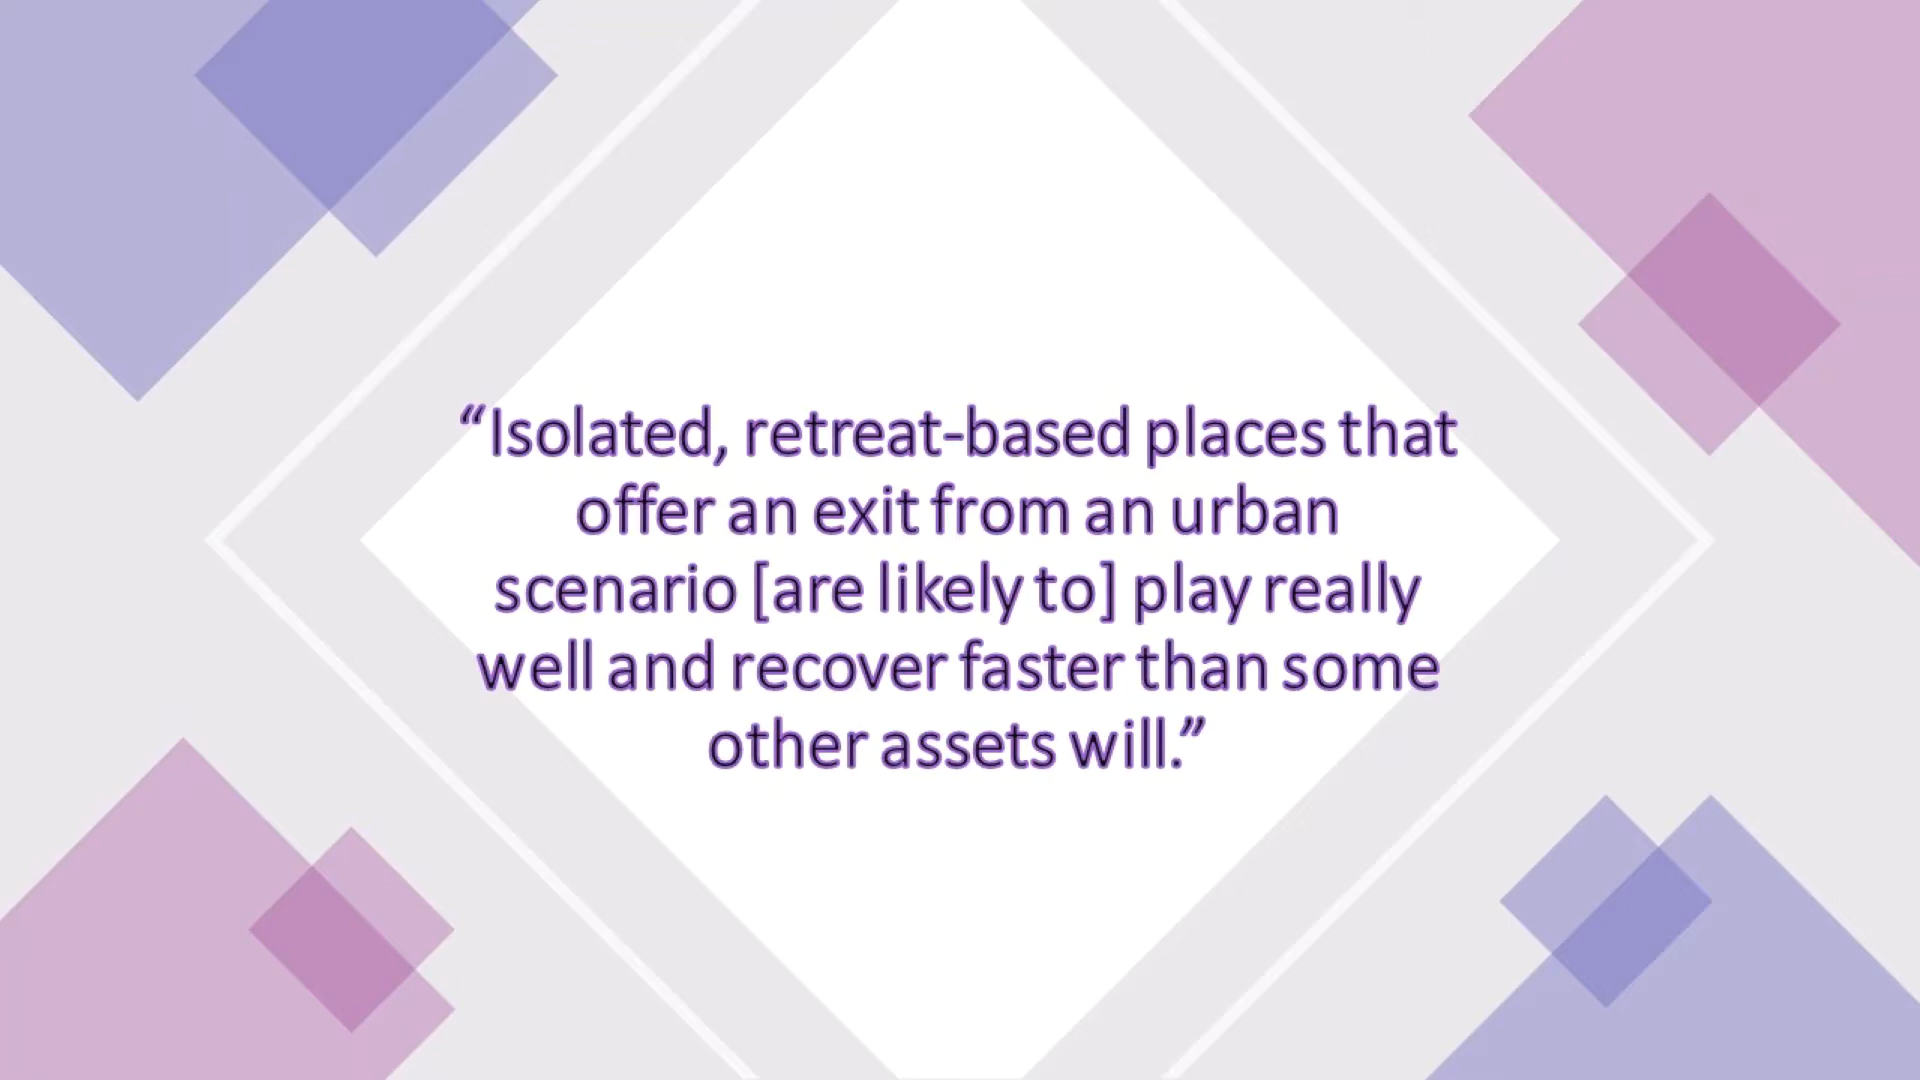 “Isolated, retreat-based places that
offer an exit from an urban
scenario [are likely to] play really
well and recover faster than some
other assets will.”